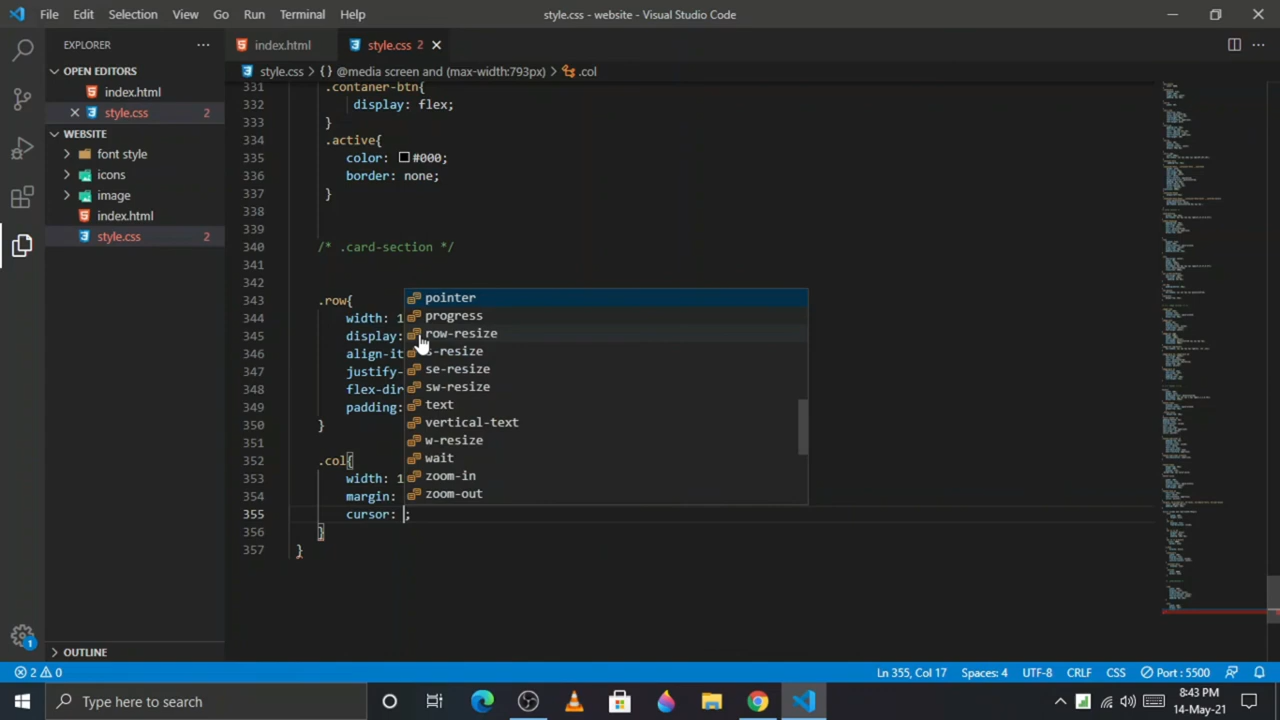 File Edit Selection View Go Run Terminal Help
style.css - website - Visual Studio Code
EXPLORER
OPEN EDITORS
index.html
style.css 2
WEBSITE
font style
icons
image
index.html
style.css 2
OUTLINE
index.html style.css 2
style.css > {} @media screen and (max-width:793px) > .col
331 .contaner-btn{
332 display: flex;
333 }
334 .active{
335 color: #000;
336 border: none;
337 }
338
339
340 /* .card-section */
341
342
343 .row{
344 width: 1
345 display:
346 align-it
347 justify-
348 flex-dir
349 padding:
350 }
351
352 .col{
353 width: 1
354 margin:
355 cursor: ;
356 }
357 }
pointer
progress
row-resize
s-resize
se-resize
sw-resize
text
vertical-text
w-resize
wait
zoom-in
zoom-out
1
2 0
Ln 355, Col 17 Spaces: 4 UTF-8 CRLF CSS Port : 5500
Type here to search
8:43 PM
14-May-21